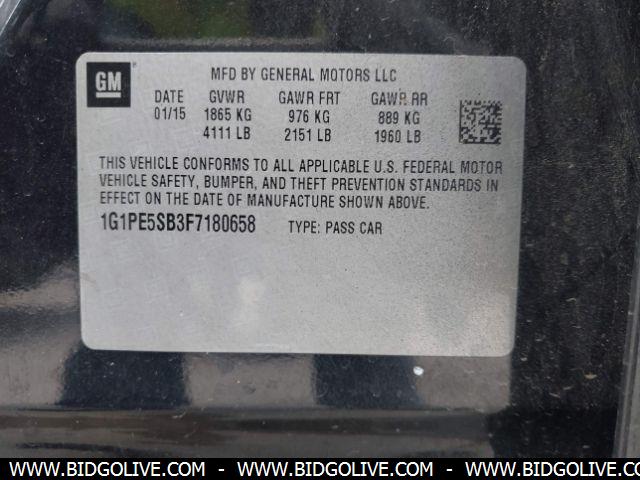 GM
MFD BY GENERAL MOTORS LLC
DATE GVWR GAWR FRT GAWR RR
01/15 1865 KG 976 KG 889 KG
4111 LB 2151 LB 1960 LB
THIS VEHICLE CONFORMS TO ALL APPLICABLE U.S. FEDERAL MOTOR
VEHICLE SAFETY, BUMPER, AND THEFT PREVENTION STANDARDS IN
EFFECT ON THE DATE OF MANUFACTURE SHOWN ABOVE.
1G1PE5SB3F7180658 TYPE: PASS CAR
WWW.BIDGOLIVE.COM - WWW.BIDGOLIVE.COM - WWW.BIDGOLIVE.COM